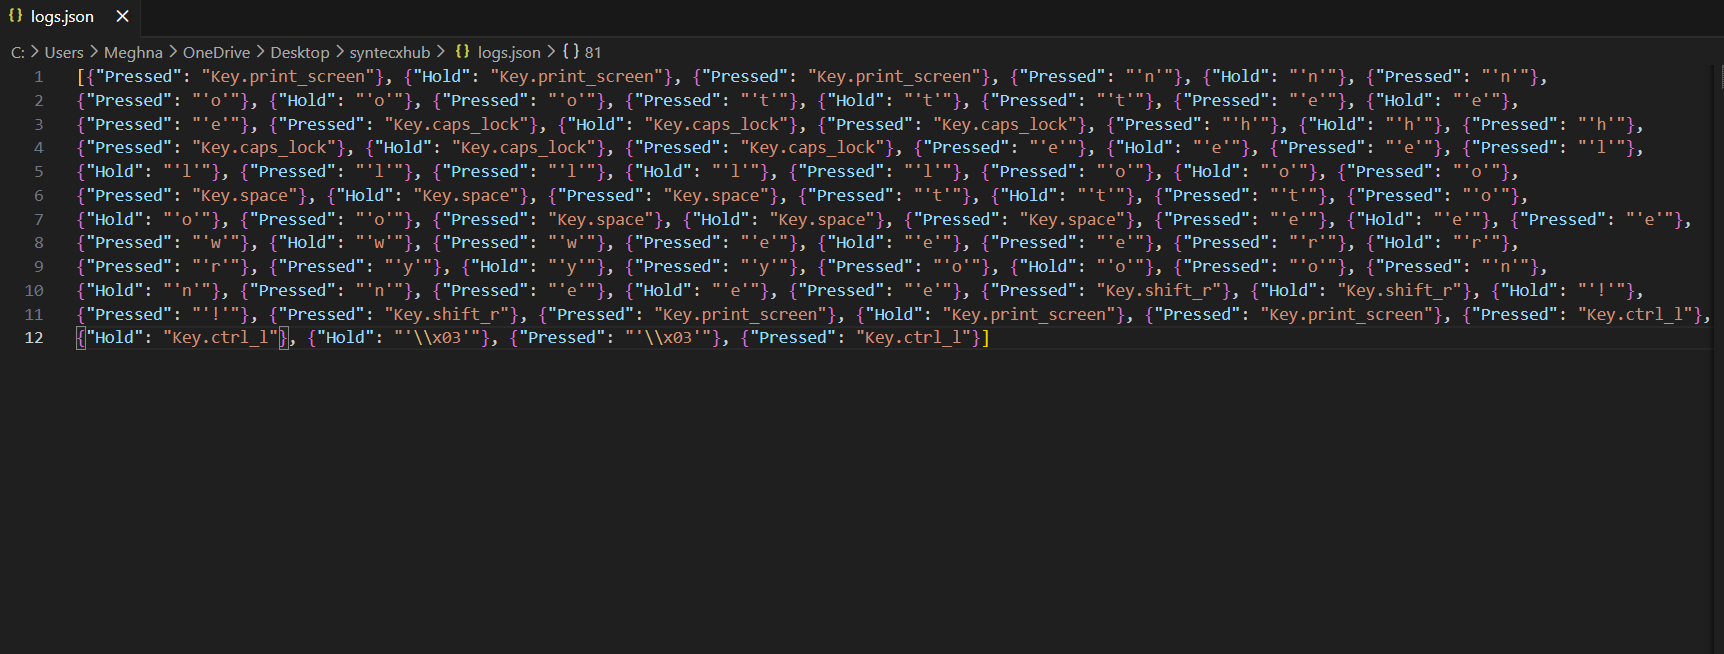 {} logs.json ×
C: > Users > Meghna > OneDrive > Desktop > syntecxhub > {} logs.json > {} 81
1 [{"Pressed": "Key.print_screen"}, {"Hold": "Key.print_screen"}, {"Pressed": "Key.print_screen"}, {"Pressed": "'n'"}, {"Hold": "'n'"}, {"Pressed": "'n'"},
2 {"Pressed": "'o'"}, {"Hold": "'o'"}, {"Pressed": "'o'"}, {"Pressed": "'t'"}, {"Hold": "'t'"}, {"Pressed": "'t'"}, {"Pressed": "'e'"}, {"Hold": "'e'"},
3 {"Pressed": "'e'"}, {"Pressed": "Key.caps_lock"}, {"Hold": "Key.caps_lock"}, {"Pressed": "Key.caps_lock"}, {"Pressed": "'h'"}, {"Hold": "'h'"}, {"Pressed": "'h'"},
4 {"Pressed": "Key.caps_lock"}, {"Hold": "Key.caps_lock"}, {"Pressed": "Key.caps_lock"}, {"Pressed": "'e'"}, {"Hold": "'e'"}, {"Pressed": "'e'"}, {"Pressed": "'l'"},
5 {"Hold": "'l'"}, {"Pressed": "'l'"}, {"Pressed": "'l'"}, {"Hold": "'l'"}, {"Pressed": "'l'"}, {"Pressed": "'o'"}, {"Hold": "'o'"}, {"Pressed": "'o'"},
6 {"Pressed": "Key.space"}, {"Hold": "Key.space"}, {"Pressed": "Key.space"}, {"Pressed": "'t'"}, {"Hold": "'t'"}, {"Pressed": "'t'"}, {"Pressed": "'o'"},
7 {"Hold": "'o'"}, {"Pressed": "'o'"}, {"Pressed": "Key.space"}, {"Hold": "Key.space"}, {"Pressed": "Key.space"}, {"Pressed": "'e'"}, {"Hold": "'e'"}, {"Pressed": "'e'"},
8 {"Pressed": "'w'"}, {"Hold": "'w'"}, {"Pressed": "'w'"}, {"Pressed": "'e'"}, {"Hold": "'e'"}, {"Pressed": "'e'"}, {"Pressed": "'r'"}, {"Hold": "'r'"},
9 {"Pressed": "'r'"}, {"Pressed": "'y'"}, {"Hold": "'y'"}, {"Pressed": "'y'"}, {"Pressed": "'o'"}, {"Hold": "'o'"}, {"Pressed": "'o'"}, {"Pressed": "'n'"},
10 {"Hold": "'n'"}, {"Pressed": "'n'"}, {"Pressed": "'e'"}, {"Hold": "'e'"}, {"Pressed": "'e'"}, {"Pressed": "Key.shift_r"}, {"Hold": "Key.shift_r"}, {"Hold": "'!'"},
11 {"Pressed": "'!'"}, {"Pressed": "Key.shift_r"}, {"Pressed": "Key.print_screen"}, {"Hold": "Key.print_screen"}, {"Pressed": "Key.print_screen"}, {"Pressed": "Key.ctrl_l"},
12 {"Hold": "Key.ctrl_l"}, {"Hold": "'\\x03'"}, {"Pressed": "'\\x03'"}, {"Pressed": "Key.ctrl_l"}]